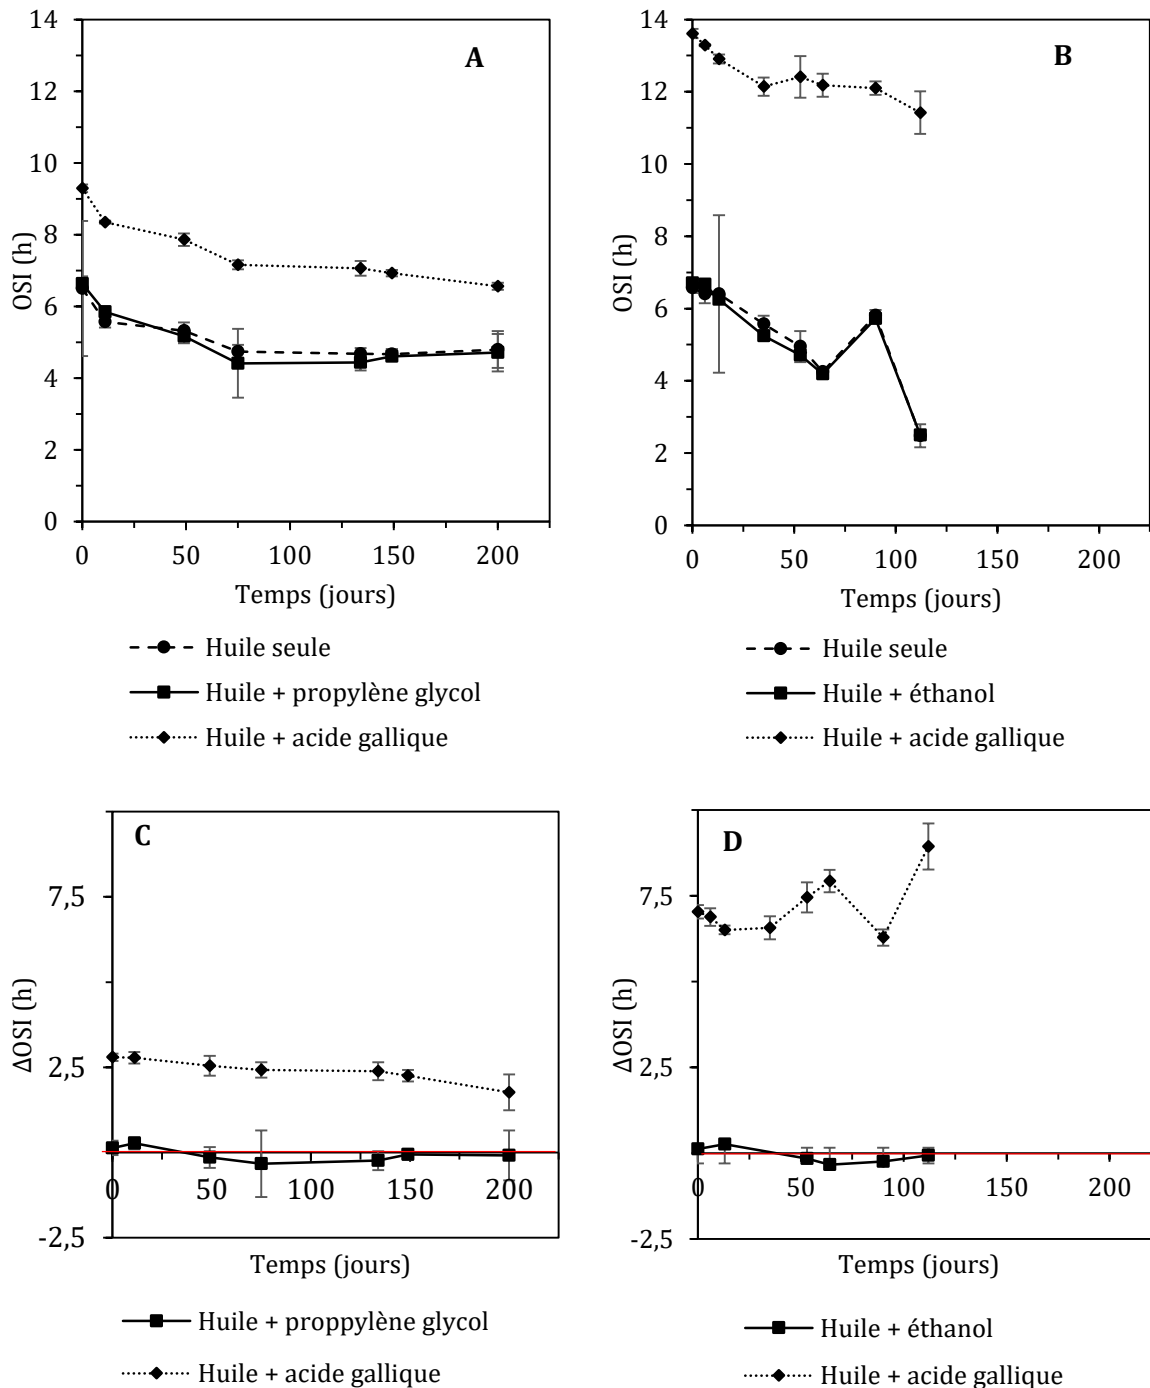 A
OSI (h)
14
12
10
8
6
4
2
0
0 50 100 150 200
Temps (jours)
Huile seule
Huile + propylène glycol
Huile + acide gallique
B
OSI (h)
14
12
10
8
6
4
2
0
0 50 100 150 200
Temps (jours)
Huile seule
Huile + éthanol
Huile + acide gallique
C
ΔOSI (h)
7,5
2,5
-2,5
0 50 100 150 200
Temps (jours)
Huile + proppylène glycol
Huile + acide gallique
D
ΔOSI (h)
7,5
2,5
-2,5
0 50 100 150 200
Temps (jours)
Huile + éthanol
Huile + acide gallique